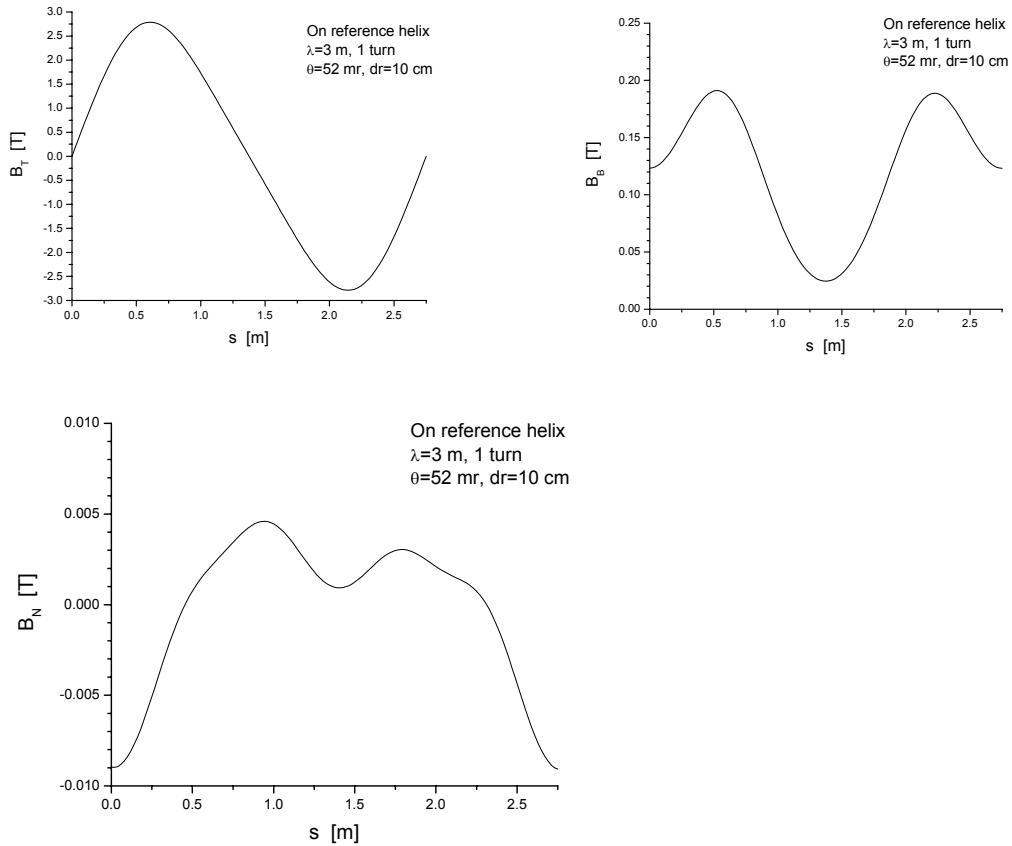 On reference helix
λ=3 m, 1 turn
θ=52 mr, dr=10 cm
3.0
2.5
2.0
1.5
1.0
0.5
0.0
-0.5
-1.0
-1.5
-2.0
-2.5
-3.0
B_T [T]
0.0 0.5 1.0 1.5 2.0 2.5
s [m]
On reference helix
λ=3 m, 1 turn
θ=52 mr, dr=10 cm
0.25
0.20
0.15
0.10
0.05
0.00
B_B [T]
0.0 0.5 1.0 1.5 2.0 2.5
s [m]
On reference helix
λ=3 m, 1 turn
θ=52 mr, dr=10 cm
0.010
0.005
0.000
-0.005
-0.010
B_N [T]
0.0 0.5 1.0 1.5 2.0 2.5
s [m]